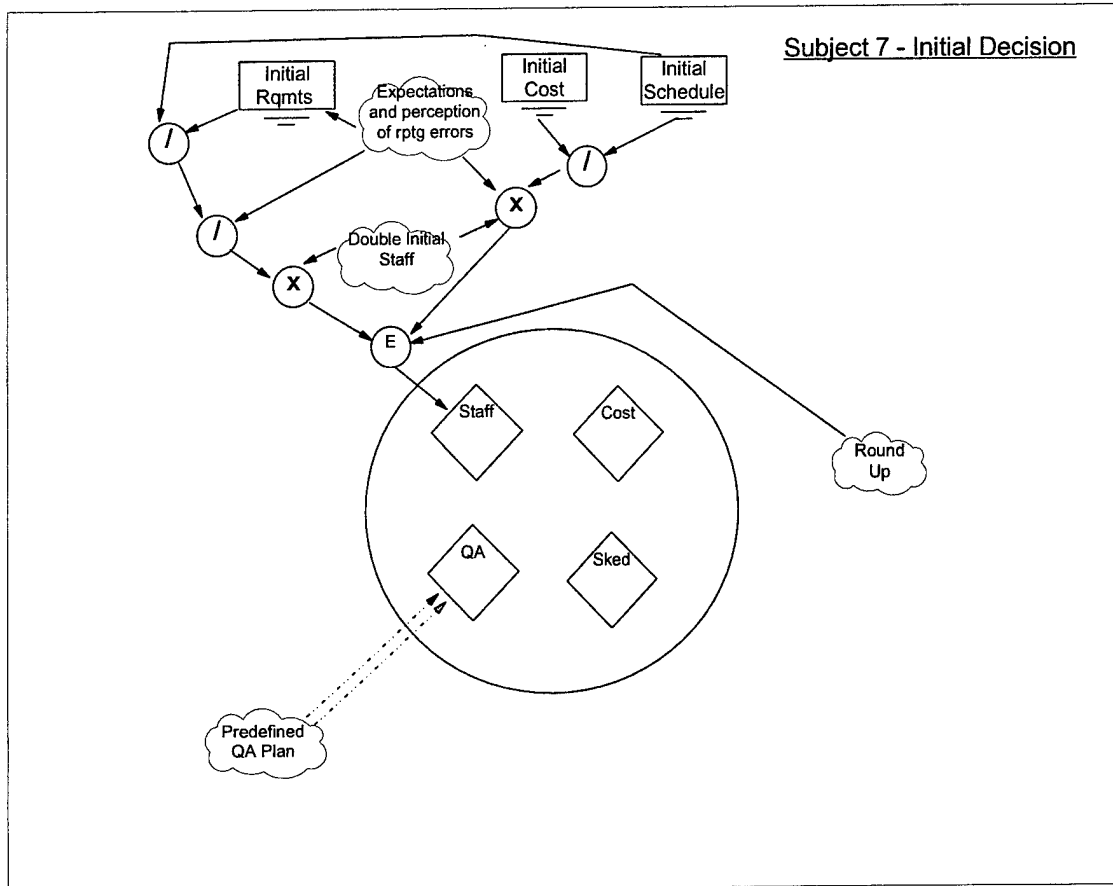 Subject 7 - Initial Decision
Initial
Rqmts
Expectations
and perception
of rptg errors
Initial
Cost
Initial
Schedule
/
/
/
X
Double Initial
Staff
X
E
Staff
Cost
Round
Up
QA
Sked
Predefined
QA Plan